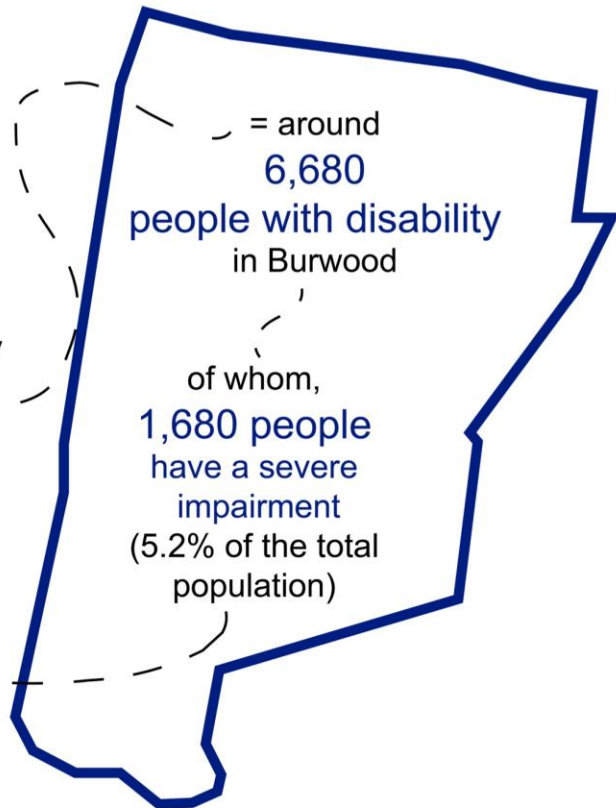 = around
6,680
people with disability
in Burwood
of whom,
1,680 people
have a severe
impairment
(5.2% of the total
population)